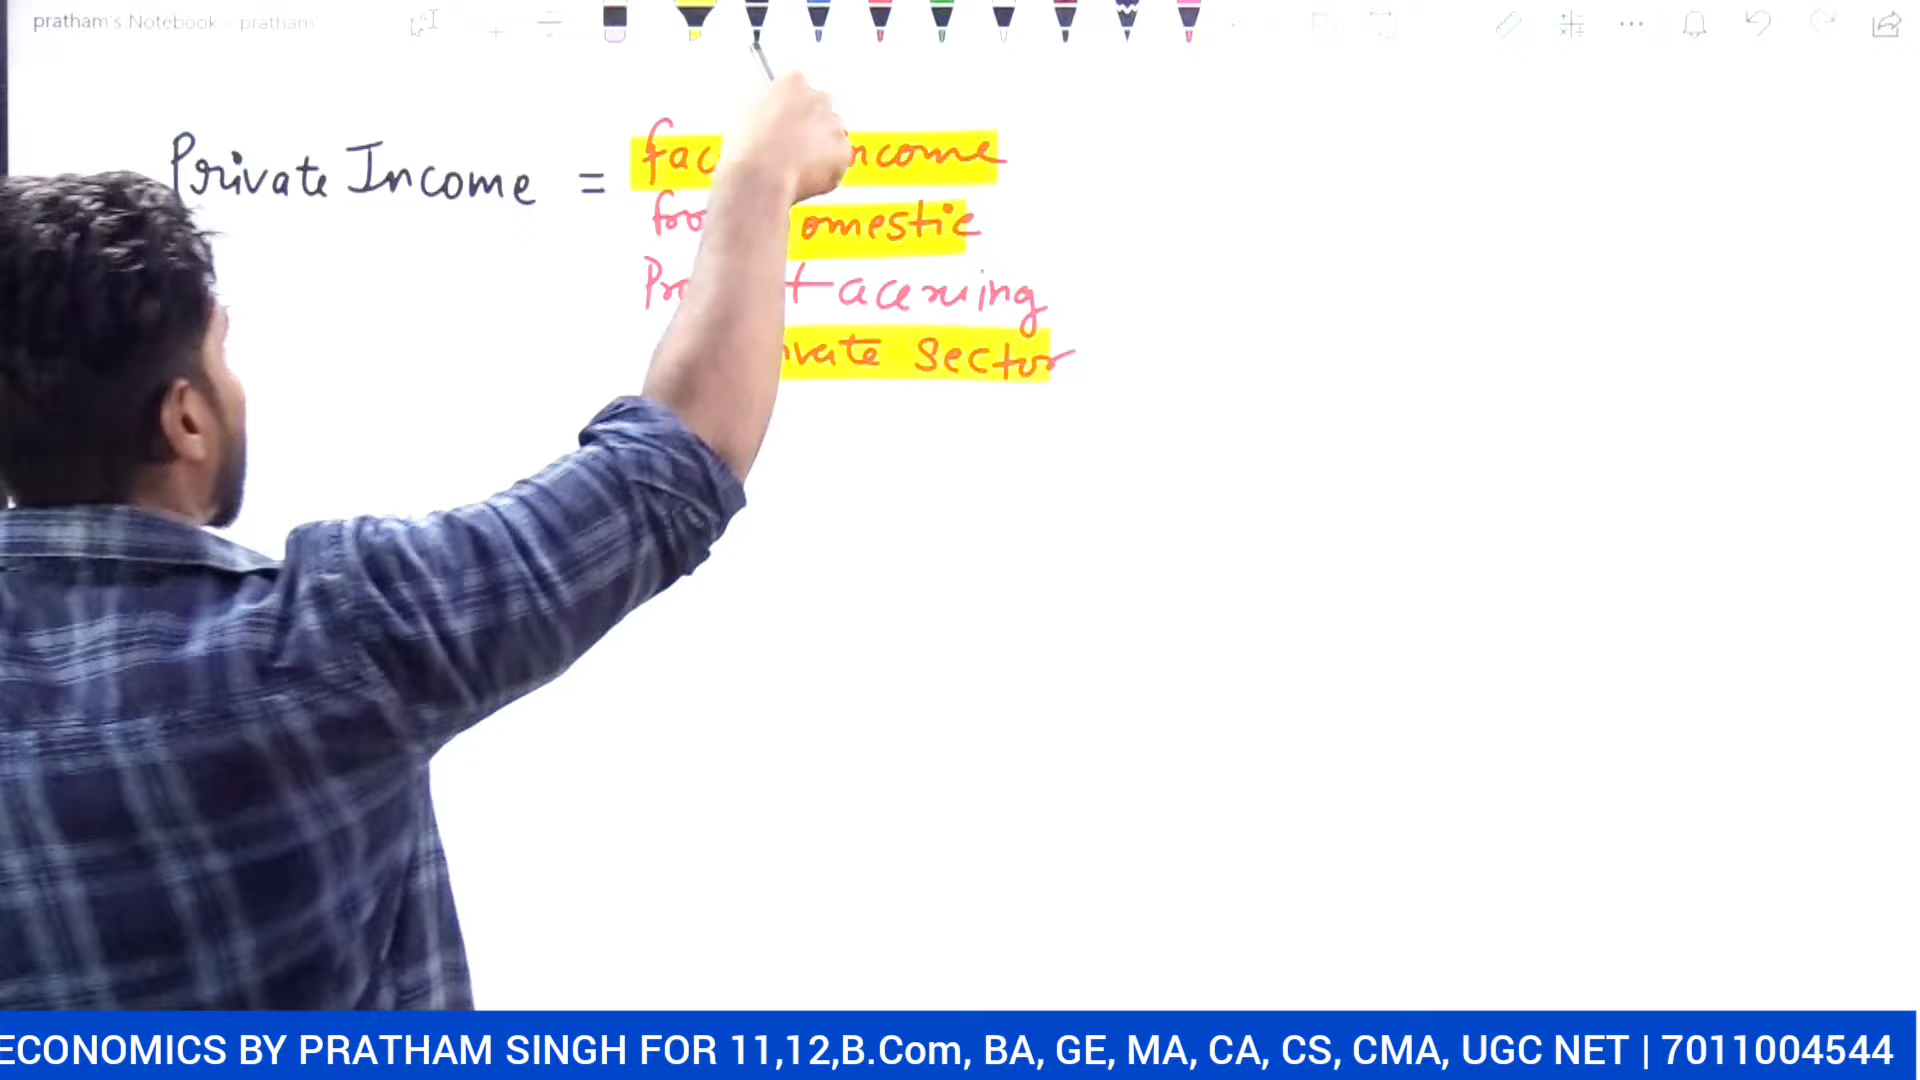 pratham's Notebook pratham
Private Income = fac ncome
fro omestic
Pr t accruing
vate Sector
ECONOMICS BY PRATHAM SINGH FOR 11,12,B.Com, BA, GE, MA, CA, CS, CMA, UGC NET | 7011004544